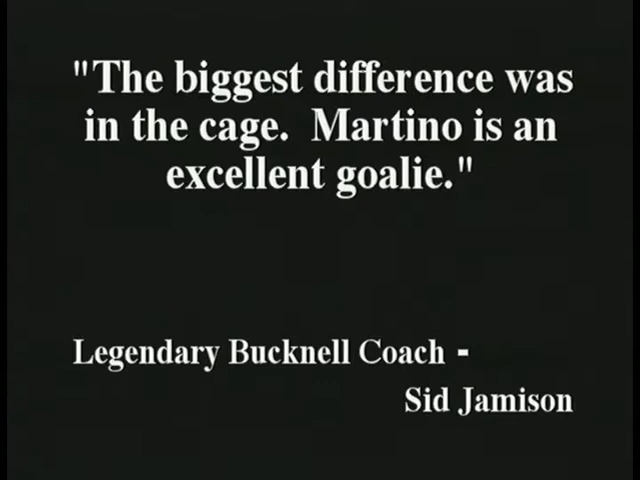 "The biggest difference was
in the cage.  Martino is an
excellent goalie."
Legendary Bucknell Coach -
Sid Jamison